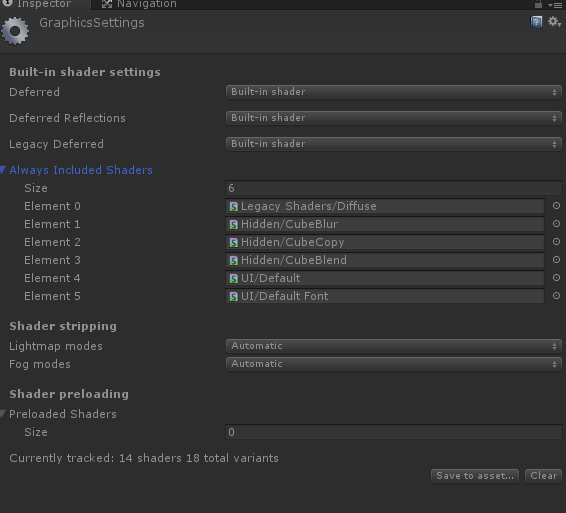 Inspector Navigation
GraphicsSettings
Built-in shader settings
Deferred Built-in shader
Deferred Reflections Built-in shader
Legacy Deferred Built-in shader
Always Included Shaders
Size 6
Element 0 Legacy Shaders/Diffuse
Element 1 Hidden/CubeBlur
Element 2 Hidden/CubeCopy
Element 3 Hidden/CubeBlend
Element 4 UI/Default
Element 5 UI/Default Font
Shader stripping
Lightmap modes Automatic
Fog modes Automatic
Shader preloading
Preloaded Shaders
Size 0
Currently tracked: 14 shaders 18 total variants
Save to asset... Clear